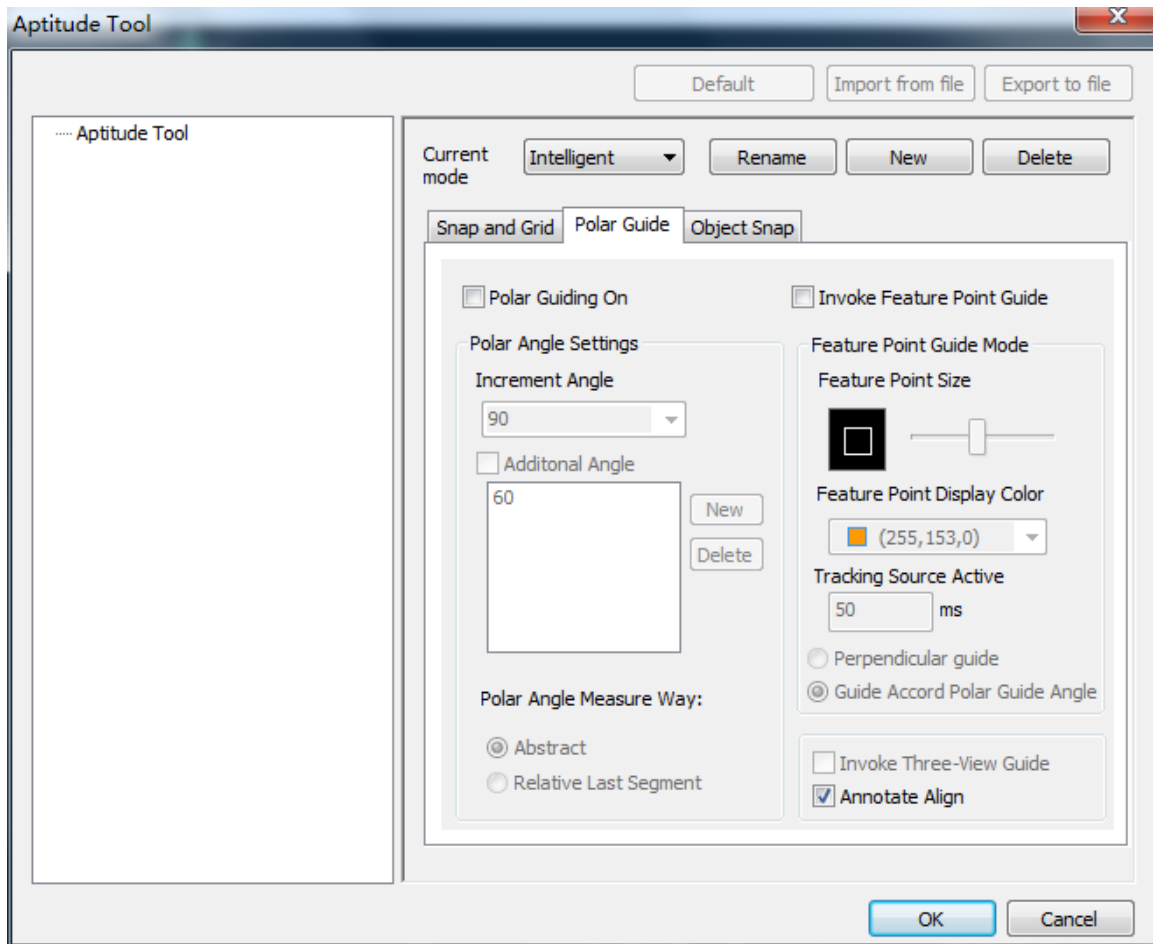 Aptitude Tool
Default
Import from file
Export to file
Aptitude Tool
Current
mode
Intelligent
Rename
New
Delete
Snap and Grid
Polar Guide
Object Snap
Polar Guiding On
Invoke Feature Point Guide
Polar Angle Settings
Increment Angle
90
Additonal Angle
60
New
Delete
Polar Angle Measure Way:
Abstract
Relative Last Segment
Feature Point Guide Mode
Feature Point Size
Feature Point Display Color
(255,153,0)
Tracking Source Active
50 ms
Perpendicular guide
Guide Accord Polar Guide Angle
Invoke Three-View Guide
Annotate Align
OK
Cancel